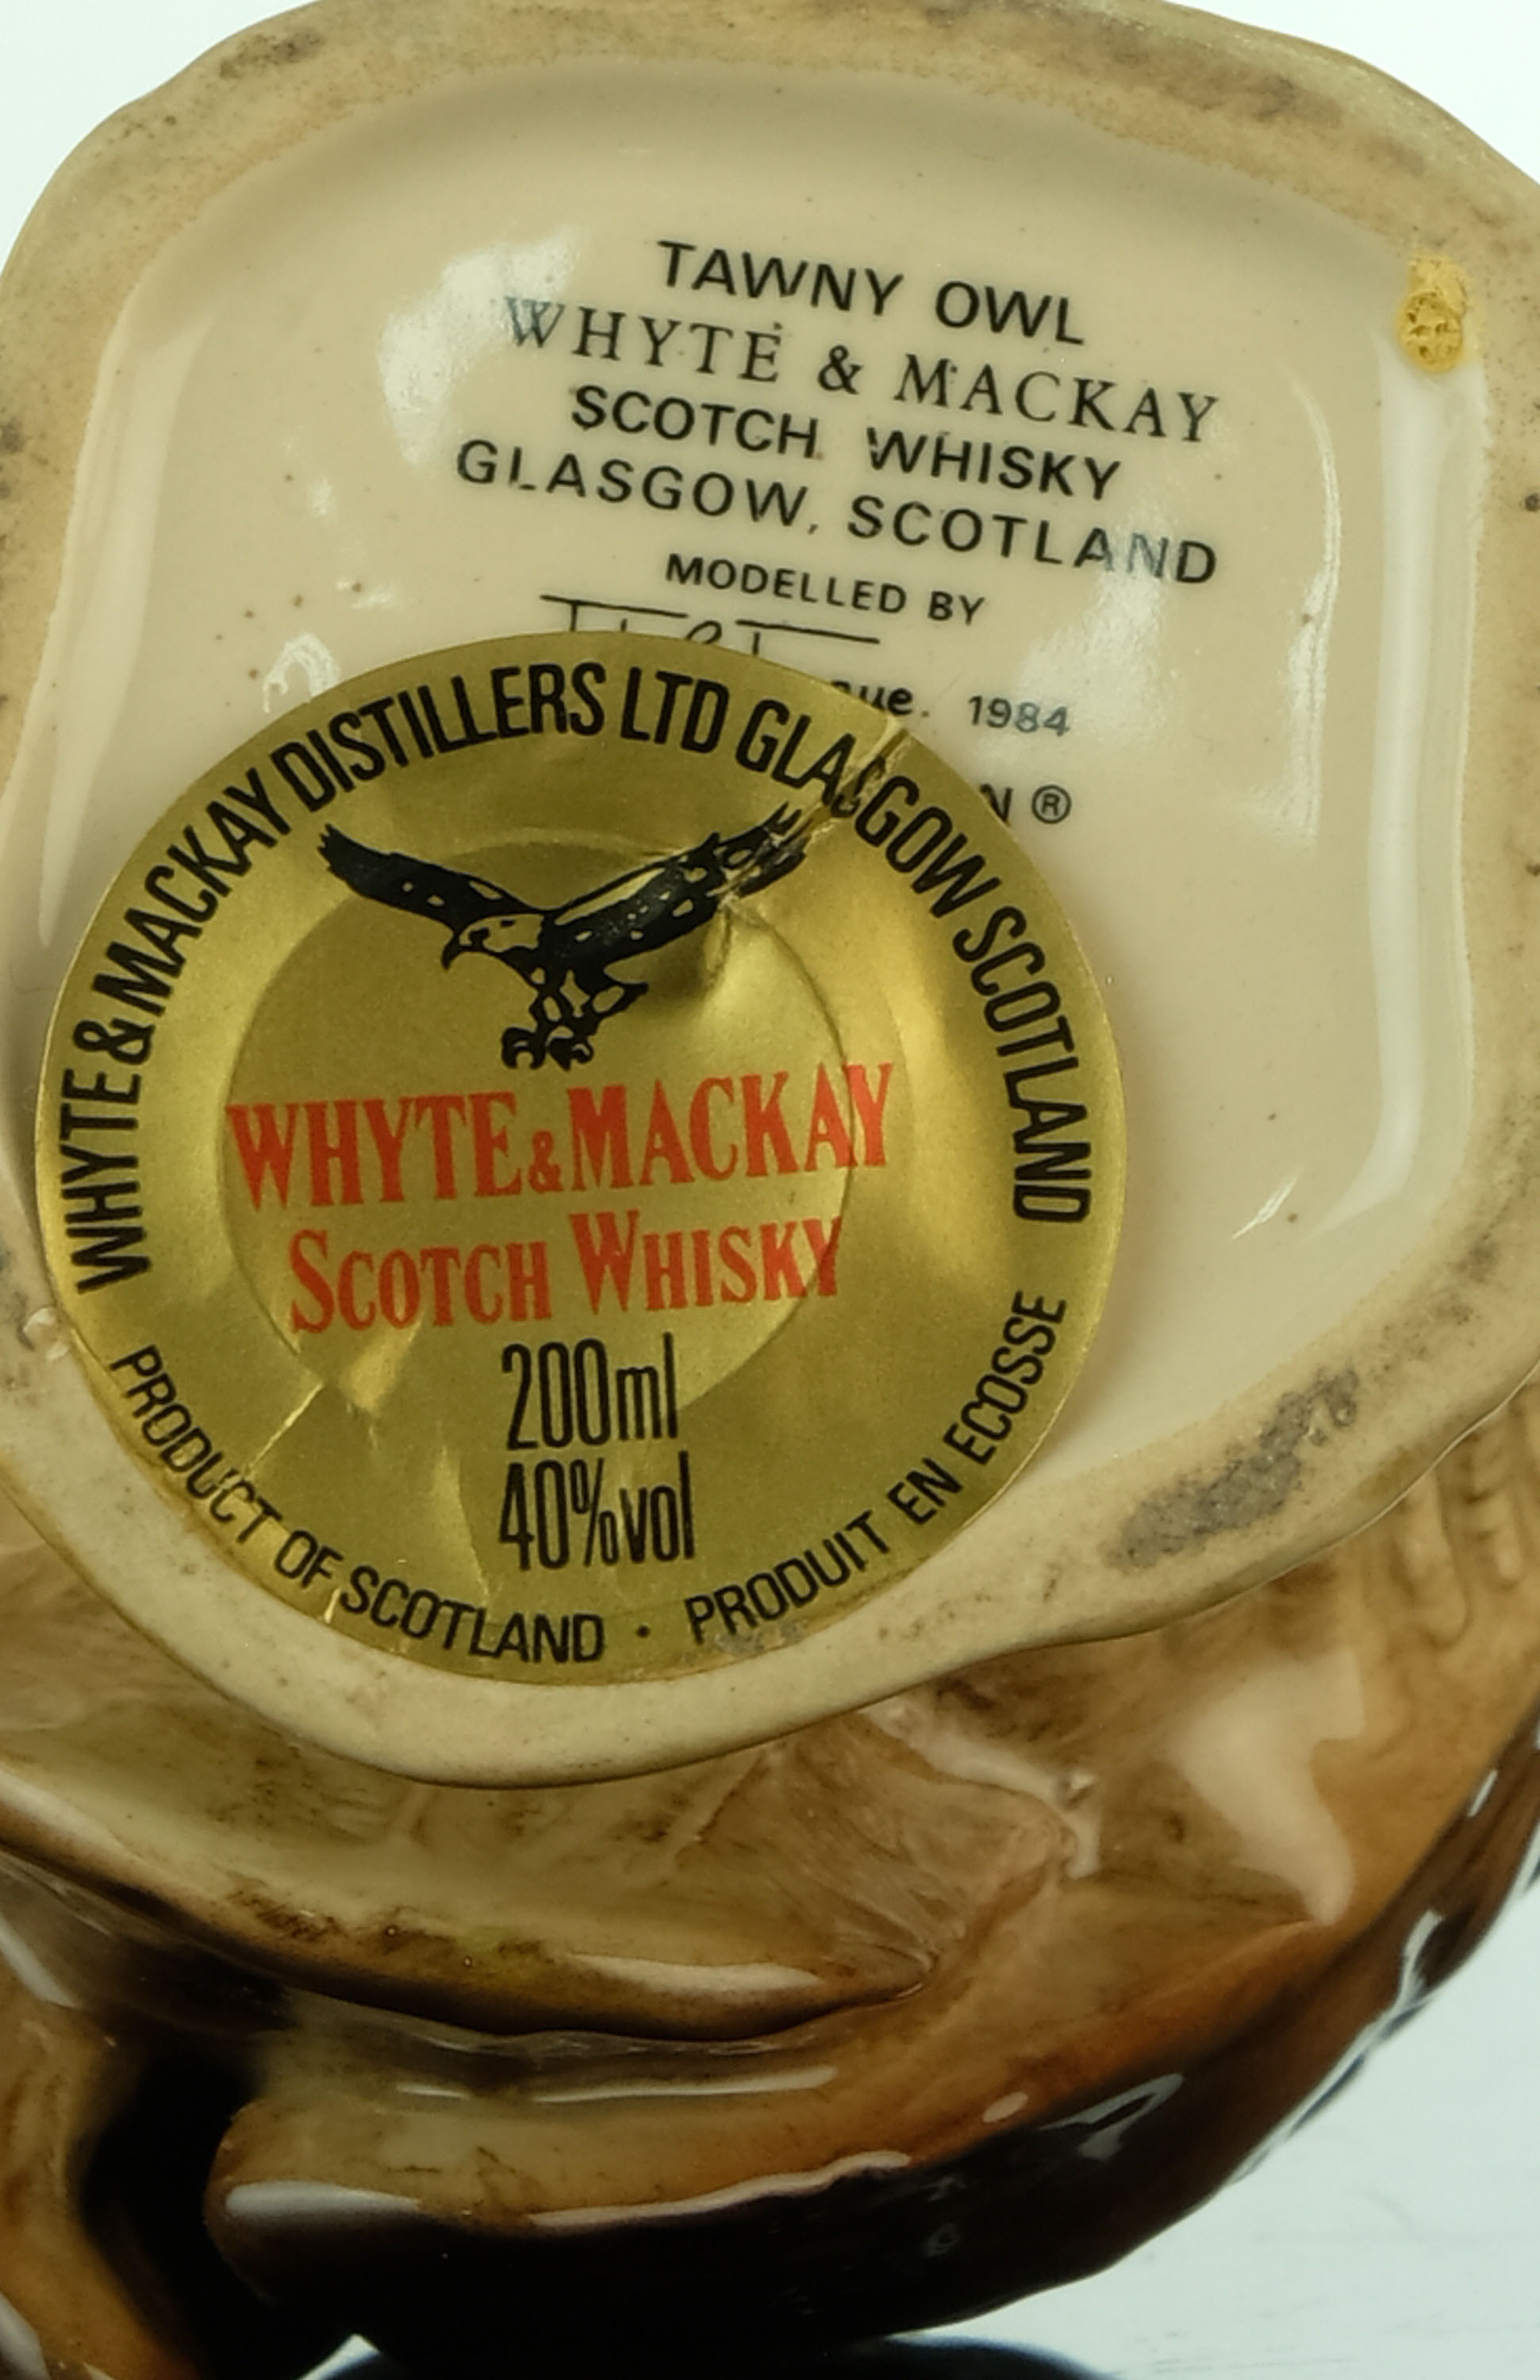 TAWNY OWL
WHYTE & MACKAY
SCOTCH WHISKY
GLASGOW, SCOTLAND
MODELLED BY
1984
®
WHYTE & MACKAY DISTILLERS LTD GLASGOW SCOTLAND
WHYTE & MACKAY
SCOTCH WHISKY
200ml
40%vol
PRODUCT OF SCOTLAND · PRODUIT EN ECOSSE